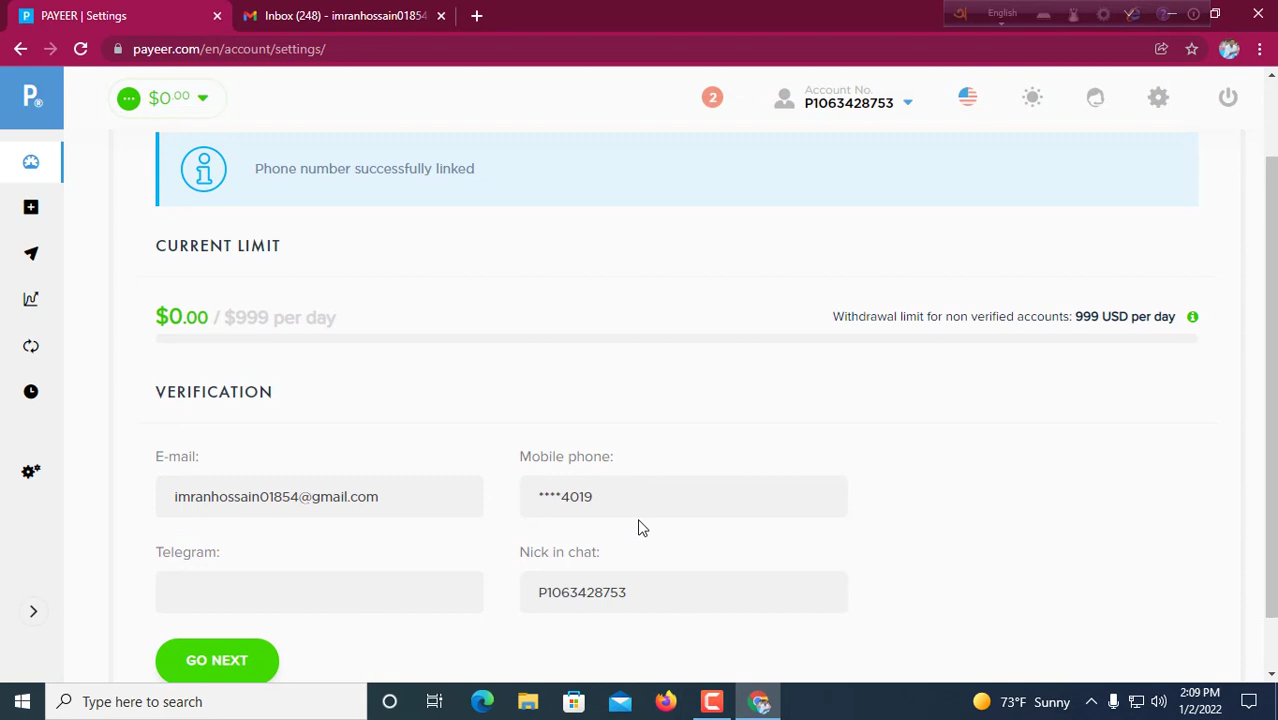 PAYEER | Settings
Inbox (248) - imranhossain01854
English
payeer.com/en/account/settings/
P®
$0.00
2
Account No.
P1063428753
Phone number successfully linked
CURRENT LIMIT
$0.00 / $999 per day
Withdrawal limit for non verified accounts: 999 USD per day
VERIFICATION
E-mail:
Mobile phone:
imranhossain01854@gmail.com
****4019
Telegram:
Nick in chat:
P1063428753
GO NEXT
Type here to search
73°F Sunny
2:09 PM
1/2/2022